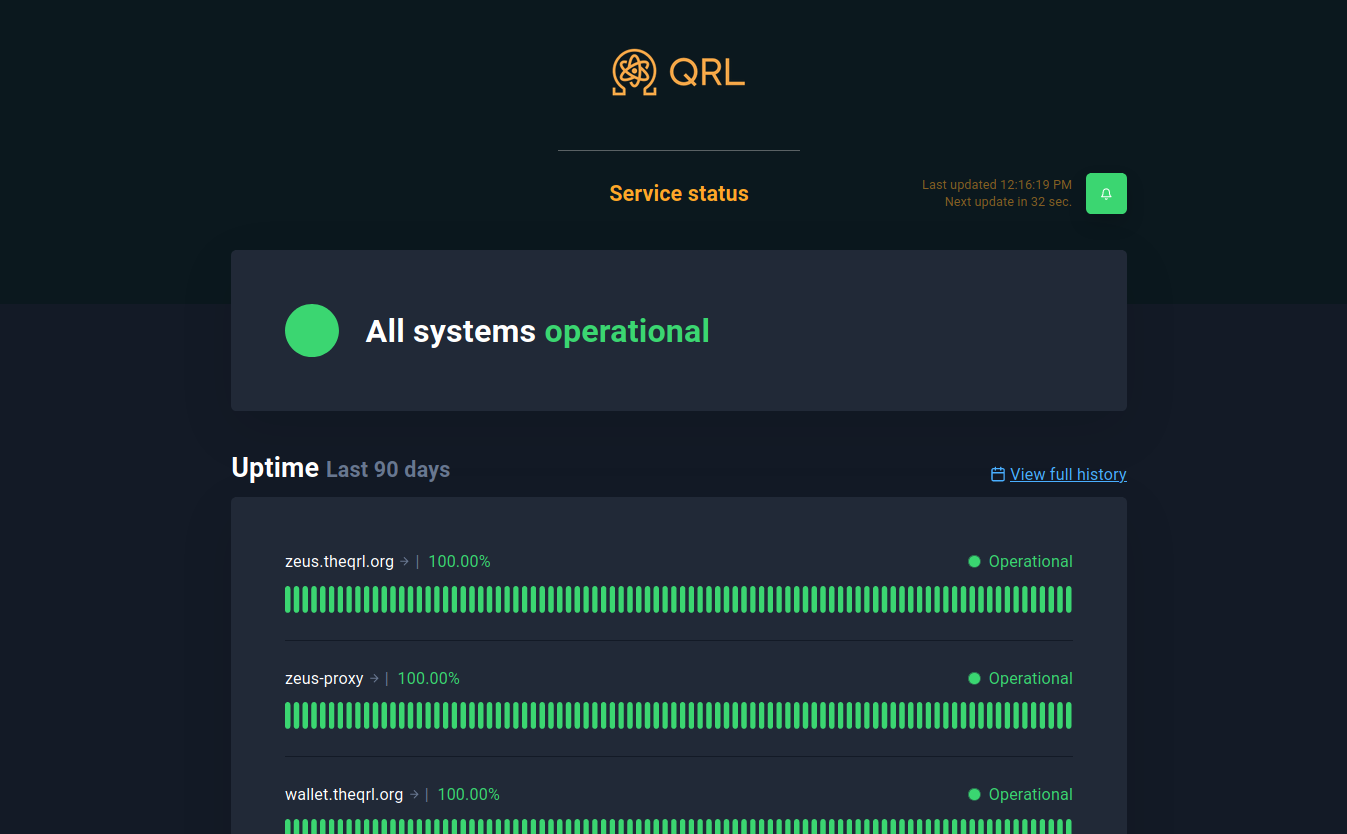 QRL
Service status
Last updated 12:16:19 PM
Next update in 32 sec.
All systems operational
Uptime Last 90 days
View full history
zeus.theqrl.org → | 100.00%
Operational
zeus-proxy → | 100.00%
Operational
wallet.theqrl.org → | 100.00%
Operational